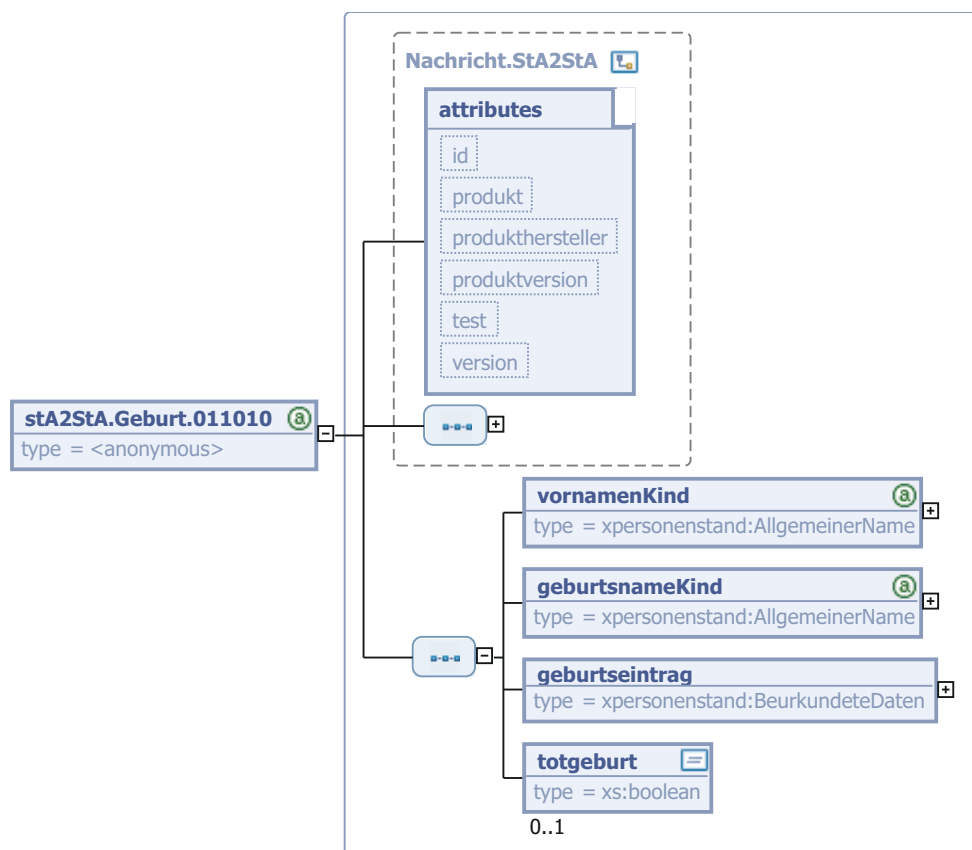 Nachricht.StA2StA
attributes
id
produkt
produkthersteller
produktversion
test
version
stA2StA.Geburt.011010 a
type = <anonymous>
vornamenKind a
type = xpersonenstand:AllgemeinerName
geburtsnameKind a
type = xpersonenstand:AllgemeinerName
geburtseintrag
type = xpersonenstand:BeurkundeteDaten
totgeburt
type = xs:boolean
0..1